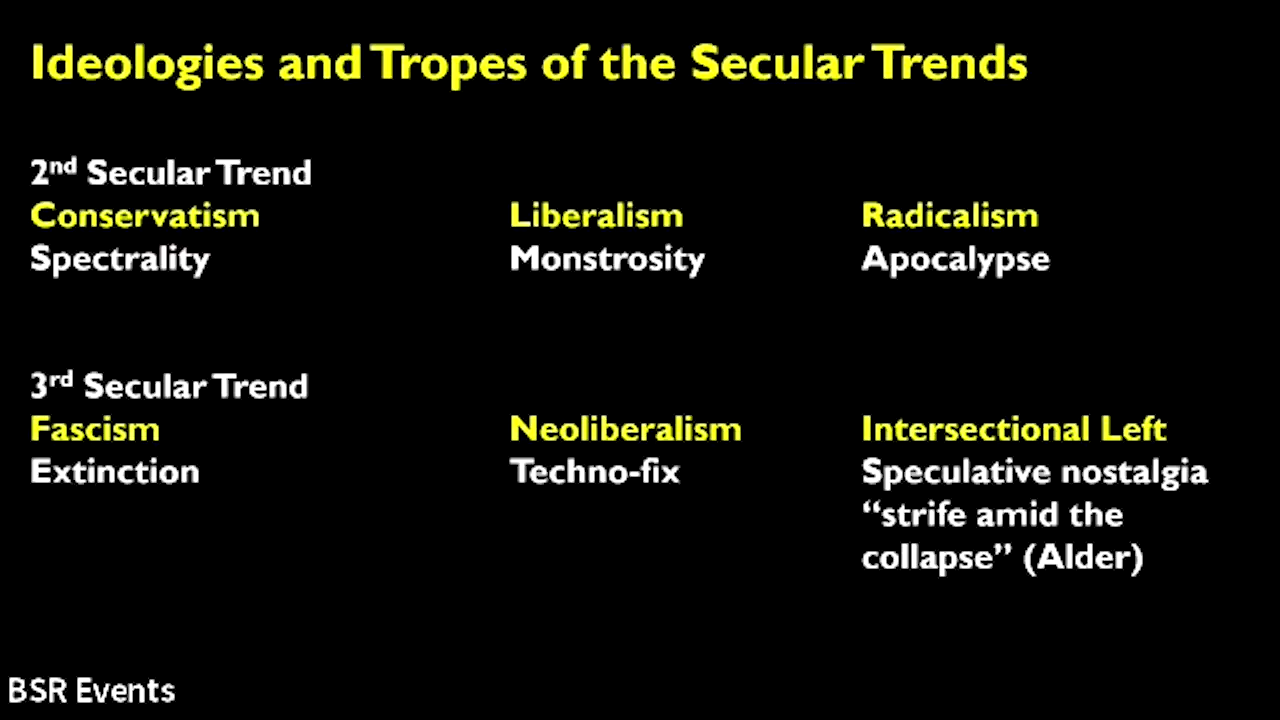 Ideologies and Tropes of the Secular Trends
2nd Secular Trend
Conservatism Liberalism Radicalism
Spectrality Monstrosity Apocalypse
3rd Secular Trend
Fascism Neoliberalism Intersectional Left
Extinction Techno-fix Speculative nostalgia
“strife amid the
collapse” (Alder)
BSR Events